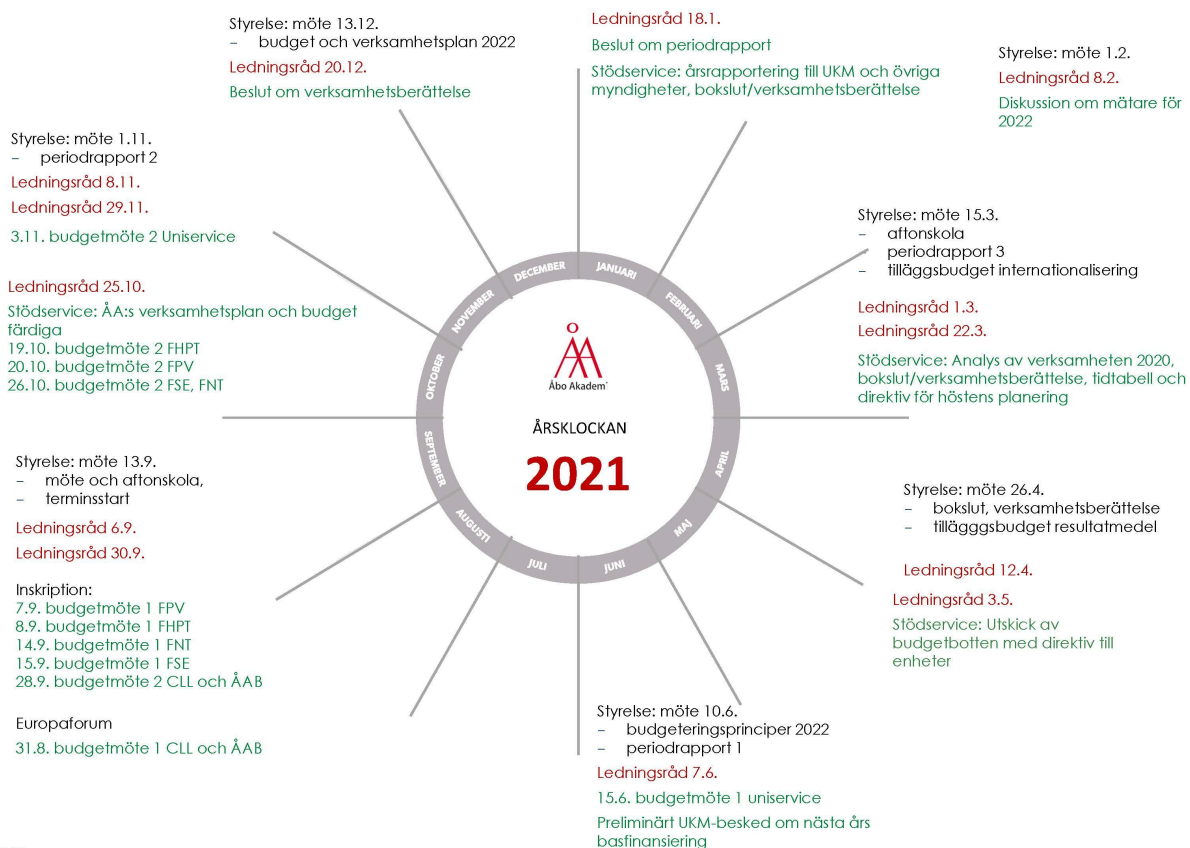 Styrelse: möte 13.12.
– budget och verksamhetsplan 2022
Ledningsråd 20.12.
Beslut om verksamhetsberättelse
Ledningsråd 18.1.
Beslut om periodrapport
Stödservice: årsrapportering till UKM och övriga
myndigheter, bokslut/verksamhetsberättelse
Styrelse: möte 1.2.
Ledningsråd 8.2.
Diskussion om mätare för
2022
Styrelse: möte 1.11.
– periodrapport 2
Ledningsråd 8.11.
Ledningsråd 29.11.
3.11. budgetmöte 2 Uniservice
Styrelse: möte 15.3.
– aftonskola
– periodrapport 3
– tilläggsbudget internationalisering
Ledningsråd 1.3.
Ledningsråd 22.3.
Stödservice: Analys av verksamheten 2020,
bokslut/verksamhetsberättelse, tidtabell och
direktiv för höstens planering
Ledningsråd 25.10.
Stödservice: ÅA:s verksamhetsplan och budget
färdiga
19.10. budgetmöte 2 FHPT
20.10. budgetmöte 2 FPV
26.10. budgetmöte 2 FSE, FNT
JANUARI
FEBRUARI
MARS
APRIL
MAJ
JUNI
JULI
AUGUSTI
SEPTEMBER
OKTOBER
NOVEMBER
DECEMBER
Åbo Akademi
ÅRSKLOCKAN
2021
Styrelse: möte 13.9.
– möte och aftonskola,
– terminsstart
Ledningsråd 6.9.
Ledningsråd 30.9.
Inskription:
7.9. budgetmöte 1 FPV
8.9. budgetmöte 1 FHPT
14.9. budgetmöte 1 FNT
15.9. budgetmöte 1 FSE
28.9. budgetmöte 2 CLL och ÅAB
Europaforum
31.8. budgetmöte 1 CLL och ÅAB
Styrelse: möte 26.4.
– bokslut, verksamhetsberättelse
– tillägggsbudget resultatmedel
Ledningsråd 12.4.
Ledningsråd 3.5.
Stödservice: Utskick av
budgetbotten med direktiv till
enheter
Styrelse: möte 10.6.
– budgeteringsprinciper 2022
– periodrapport 1
Ledningsråd 7.6.
15.6. budgetmöte 1 uniservice
Preliminärt UKM-besked om nästa års
basfinansiering